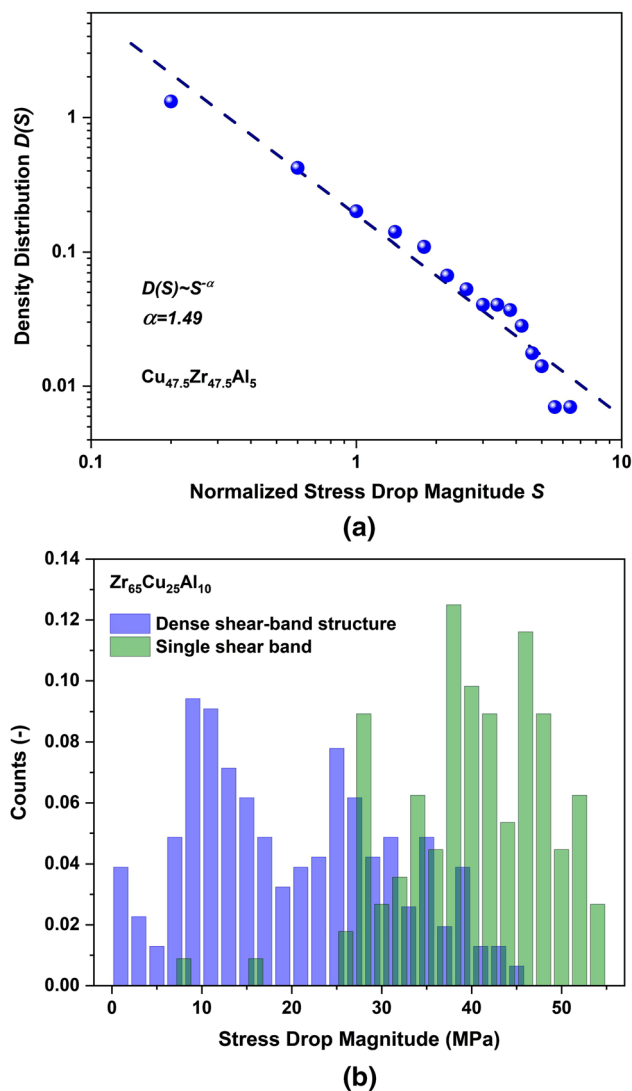 Density Distribution D(S)
1
0.1
0.01
D(S)~S^-α
α=1.49
Cu47.5Zr47.5Al5
0.1 1 10
Normalized Stress Drop Magnitude S
(a)
0.14
0.12
0.10
0.08
0.06
0.04
0.02
0.00
Counts (-)
Zr65Cu25Al10
Dense shear-band structure
Single shear band
0 10 20 30 40 50
Stress Drop Magnitude (MPa)
(b)